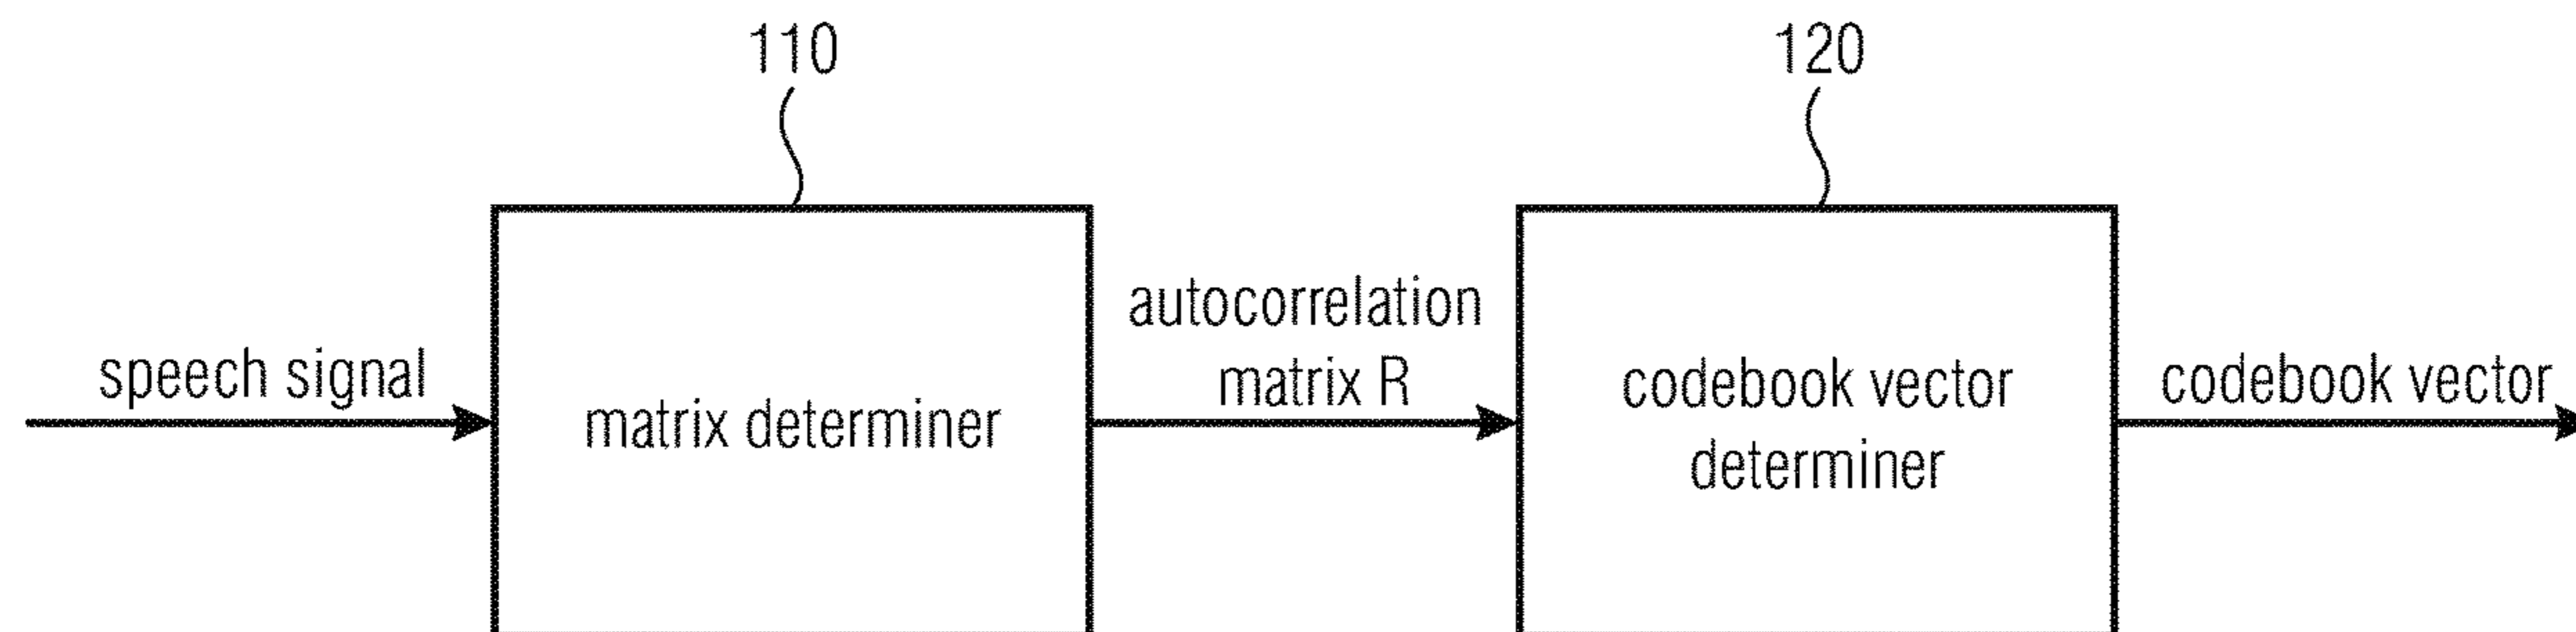 110
120
speech signal
matrix determiner
autocorrelation
matrix R
codebook vector
determiner
codebook vector